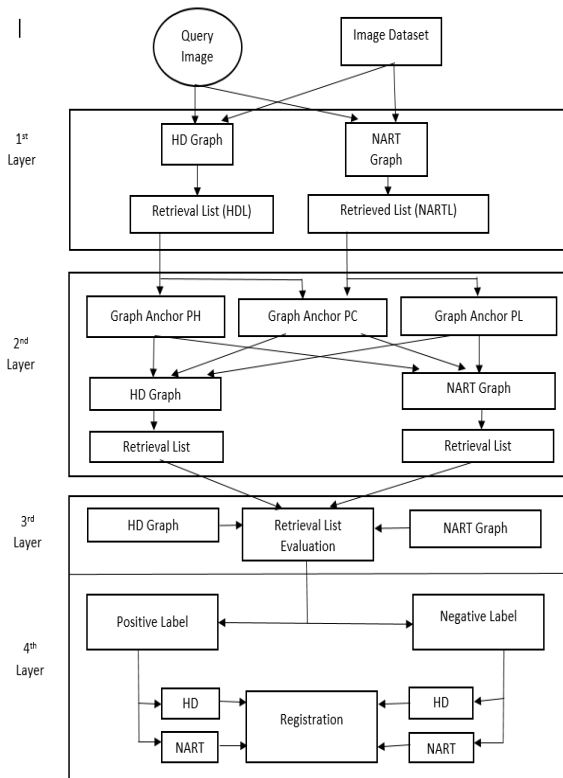 Query
Image
Image Dataset
1st
Layer
HD Graph
NART
Graph
Retrieval List (HDL)
Retrieved List (NARTL)
2nd
Layer
Graph Anchor PH
Graph Anchor PC
Graph Anchor PL
HD Graph
NART Graph
Retrieval List
Retrieval List
3rd
Layer
HD Graph
Retrieval List
Evaluation
NART Graph
4th
Layer
Positive Label
Negative Label
HD
Registration
HD
NART
NART